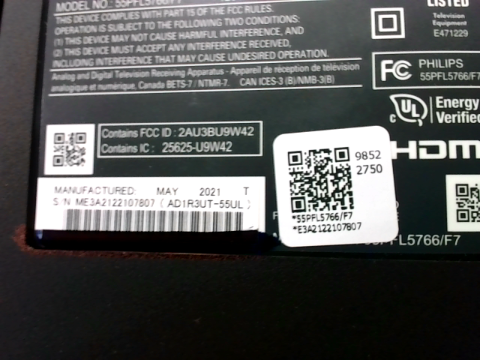 MODEL NO.: 55PFL5766/F7
THIS DEVICE COMPLIES WITH PART 15 OF THE FCC RULES.
OPERATION IS SUBJECT TO THE FOLLOWING TWO CONDITIONS:
(1) THIS DEVICE MAY NOT CAUSE HARMFUL INTERFERENCE, AND
(2) THIS DEVICE MUST ACCEPT ANY INTERFERENCE RECEIVED,
INCLUDING INTERFERENCE THAT MAY CAUSE UNDESIRED OPERATION.
Analog and Digital Television Receiving Apparatus - Appareil de réception de télévision
analogique et numérique, Canada BETS-7 / NTMR-7. CAN ICES-3 (B)/NMB-3(B)
LISTED
Television
Equipment
E471229
FC PHILIPS
55PFL5766/F7
c UL Energy
Verified
HDMI
Contains FCC ID : 2AU3BU9W42
Contains IC : 25625-U9W42
MANUFACTURED: MAY 2021 T
S/N: ME3A2122107807 ( AD1R3UT-55UL )
9852
2750
*55PFL5766/F7
*E3A2122107807
55PFL5766/F7